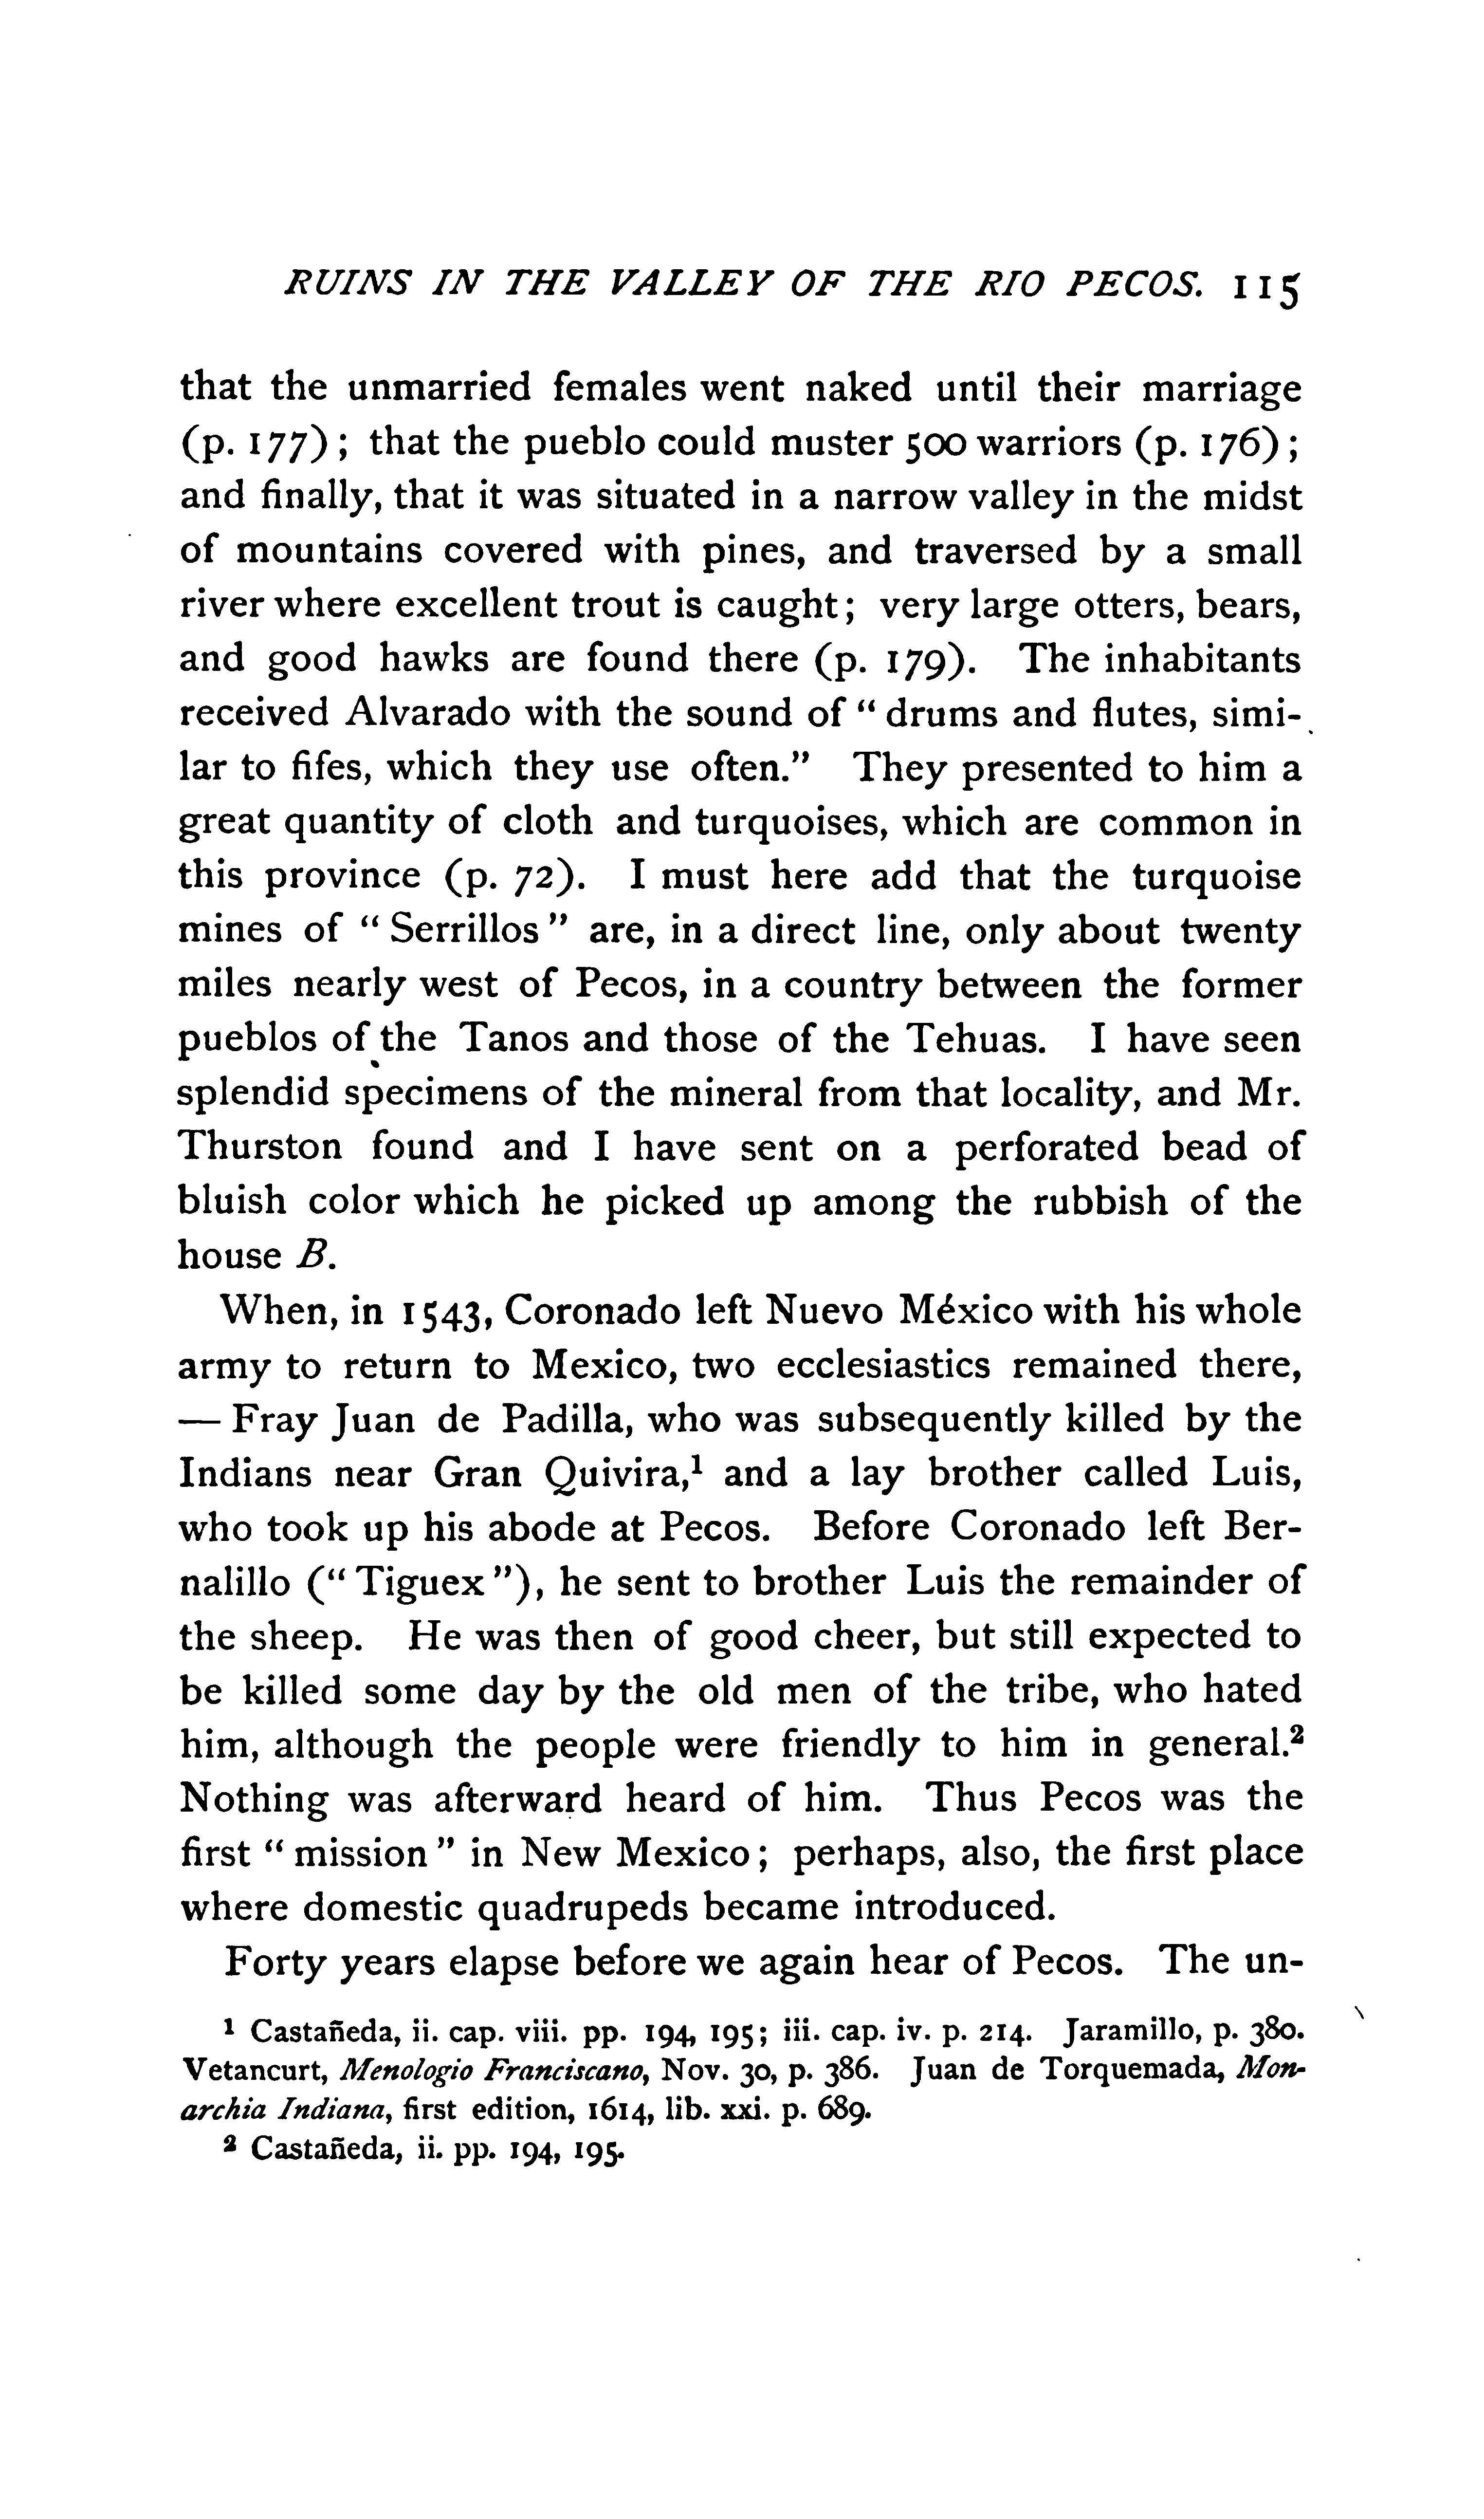 RUINS IN THE VALLEY OF THE RIO PECOS. 115
that the unmarried females went naked until their marriage
(p. 177); that the pueblo could muster 500 warriors (p. 176);
and finally, that it was situated in a narrow valley in the midst
of mountains covered with pines, and traversed by a small
river where excellent trout is caught; very large otters, bears,
and good hawks are found there (p. 179). The inhabitants
received Alvarado with the sound of "drums and flutes, simi-
lar to fifes, which they use often." They presented to him a
great quantity of cloth and turquoises, which are common in
this province (p. 72). I must here add that the turquoise
mines of "Serrillos" are, in a direct line, only about twenty
miles nearly west of Pecos, in a country between the former
pueblos of the Tanos and those of the Tehuas. I have seen
splendid specimens of the mineral from that locality, and Mr.
Thurston found and I have sent on a perforated bead of
bluish color which he picked up among the rubbish of the
house B.
When, in 1543, Coronado left Nuevo México with his whole
army to return to Mexico, two ecclesiastics remained there,
— Fray Juan de Padilla, who was subsequently killed by the
Indians near Gran Quivira,¹ and a lay brother called Luis,
who took up his abode at Pecos. Before Coronado left Ber-
nalillo ("Tiguex"), he sent to brother Luis the remainder of
the sheep. He was then of good cheer, but still expected to
be killed some day by the old men of the tribe, who hated
him, although the people were friendly to him in general.²
Nothing was afterward heard of him. Thus Pecos was the
first "mission" in New Mexico; perhaps, also, the first place
where domestic quadrupeds became introduced.
Forty years elapse before we again hear of Pecos. The un-
¹ Castañeda, ii. cap. viii. pp. 194, 195; iii. cap. iv. p. 214. Jaramillo, p. 380.
Vetancurt, Menologio Franciscano, Nov. 30, p. 386. Juan de Torquemada, Mon-
archia Indiana, first edition, 1614, lib. xxi. p. 689.
² Castañeda, ii. pp. 194, 195.